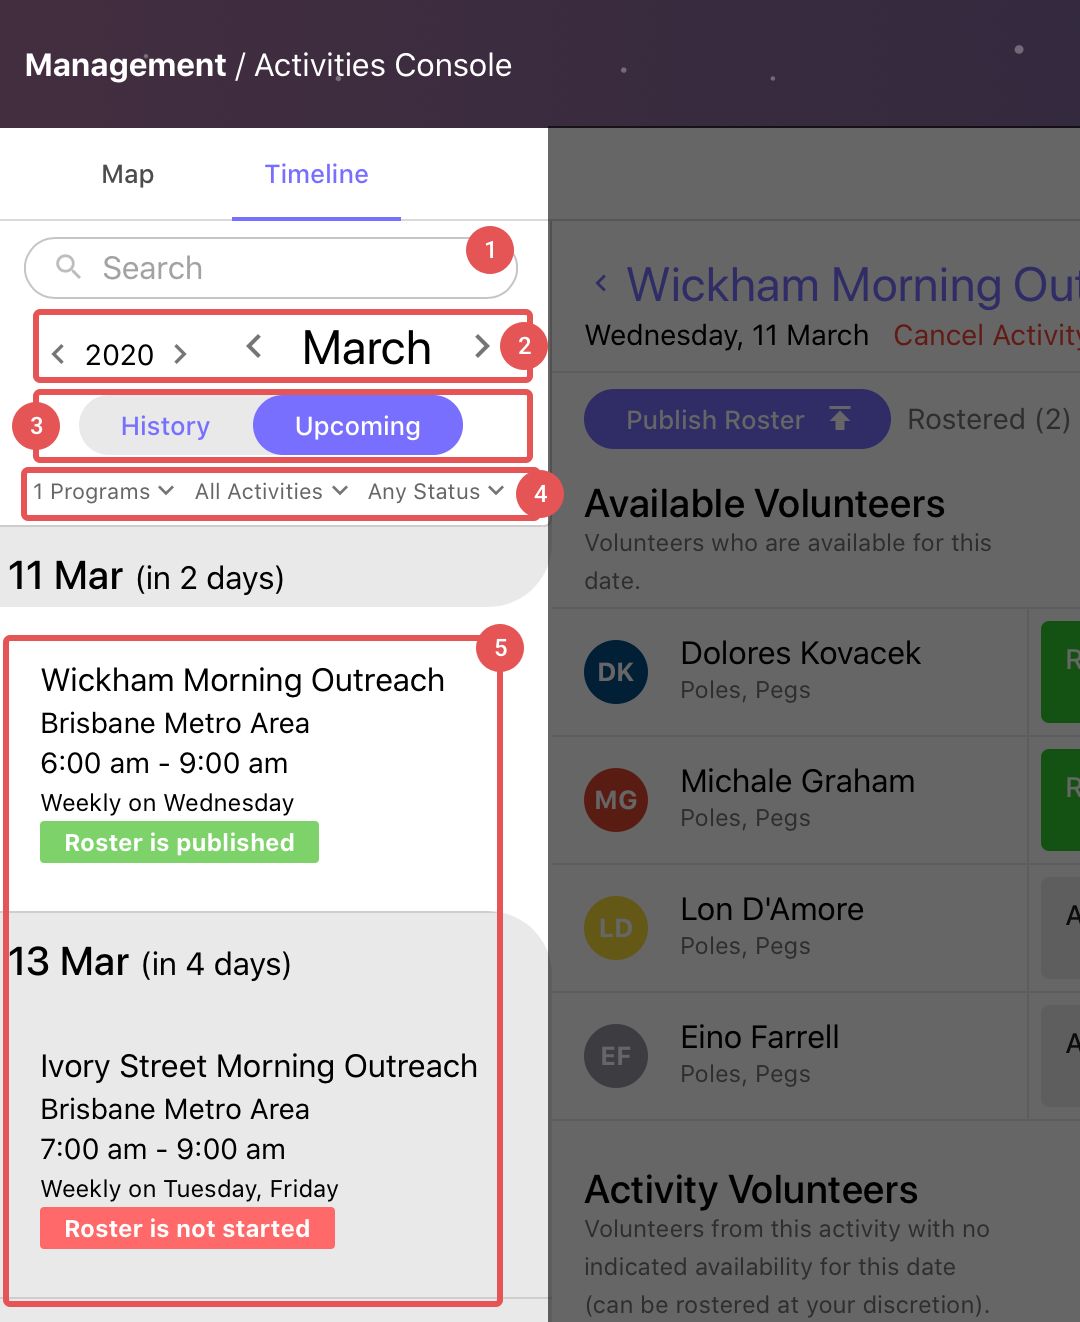 Management / Activities Console
Map
Timeline
Search
1
2020
March
2
3
History
Upcoming
1 Programs
All Activities
Any Status
4
11 Mar (in 2 days)
5
Wickham Morning Outreach
Brisbane Metro Area
6:00 am - 9:00 am
Weekly on Wednesday
Roster is published
13 Mar (in 4 days)
Ivory Street Morning Outreach
Brisbane Metro Area
7:00 am - 9:00 am
Weekly on Tuesday, Friday
Roster is not started
Wickham Morning Out
Wednesday, 11 March
Cancel Activity
Publish Roster
Rostered (2)
Available Volunteers
Volunteers who are available for this
date.
DK
Dolores Kovacek
Poles, Pegs
R
MG
Michale Graham
Poles, Pegs
R
LD
Lon D'Amore
Poles, Pegs
A
EF
Eino Farrell
Poles, Pegs
A
Activity Volunteers
Volunteers from this activity with no
indicated availability for this date
(can be rostered at your discretion).